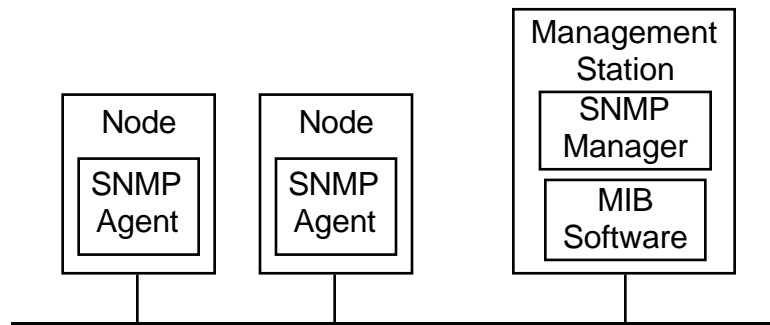 Node
SNMP
Agent
Node
SNMP
Agent
Management
Station
SNMP
Manager
MIB
Software